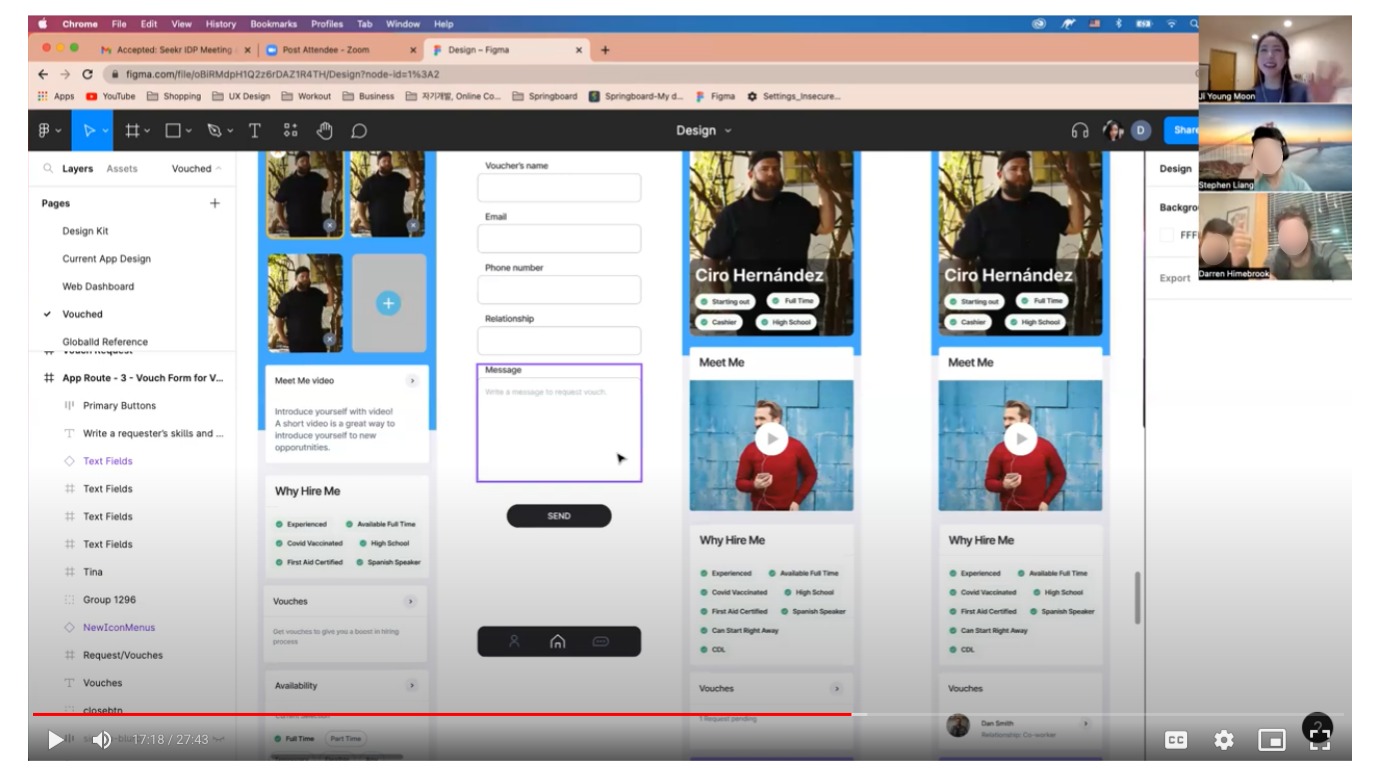 Chrome File Edit View History Bookmarks Profiles Tab Window Help
Accepted: Seekr IDP Meeting
Post Attendee - Zoom
Design – Figma
figma.com/file/oBiRMdpH1Q2z6rDAZ1R4TH/Design?node-id=1%3A2
Apps YouTube Shopping UX Design Workout Business 자기개발, Online Co... Springboard Springboard-My d... Figma Settings_Insecure...
Design
D
Share
Ji Young Moon
Stephen Liang
Darren Himebrook
Layers Assets Vouched
Pages
Design Kit
Current App Design
Web Dashboard
Vouched
GlobalId Reference
Vouch Request
App Route - 3 - Vouch Form for V...
Primary Buttons
Write a requester's skills and ...
Text Fields
Text Fields
Text Fields
Text Fields
Tina
Group 1296
NewIconMenus
Request/Vouches
Vouches
closebtn
Meet Me video
Introduce yourself with video!
A short video is a great way to
introduce yourself to new
opporutnities.
Why Hire Me
Experienced Available Full Time
Covid Vaccinated High School
First Aid Certified Spanish Speaker
Vouches
Get vouches to give you a boost in hiring
process
Availability
Current Selection
Full Time Part Time
Voucher's name
Email
Phone number
Relationship
Message
Write a message to request vouch.
SEND
Ciro Hernández
Starting out Full Time
Cashier High School
Meet Me
Why Hire Me
Experienced Available Full Time
Covid Vaccinated High School
First Aid Certified Spanish Speaker
Can Start Right Away
CDL
Vouches
1 Request pending
Ciro Hernández
Starting out Full Time
Cashier High School
Meet Me
Why Hire Me
Experienced Available Full Time
Covid Vaccinated High School
First Aid Certified Spanish Speaker
Can Start Right Away
CDL
Vouches
Dan Smith
Relationship: Co-worker
Design
Export
17:18 / 27:43
CC